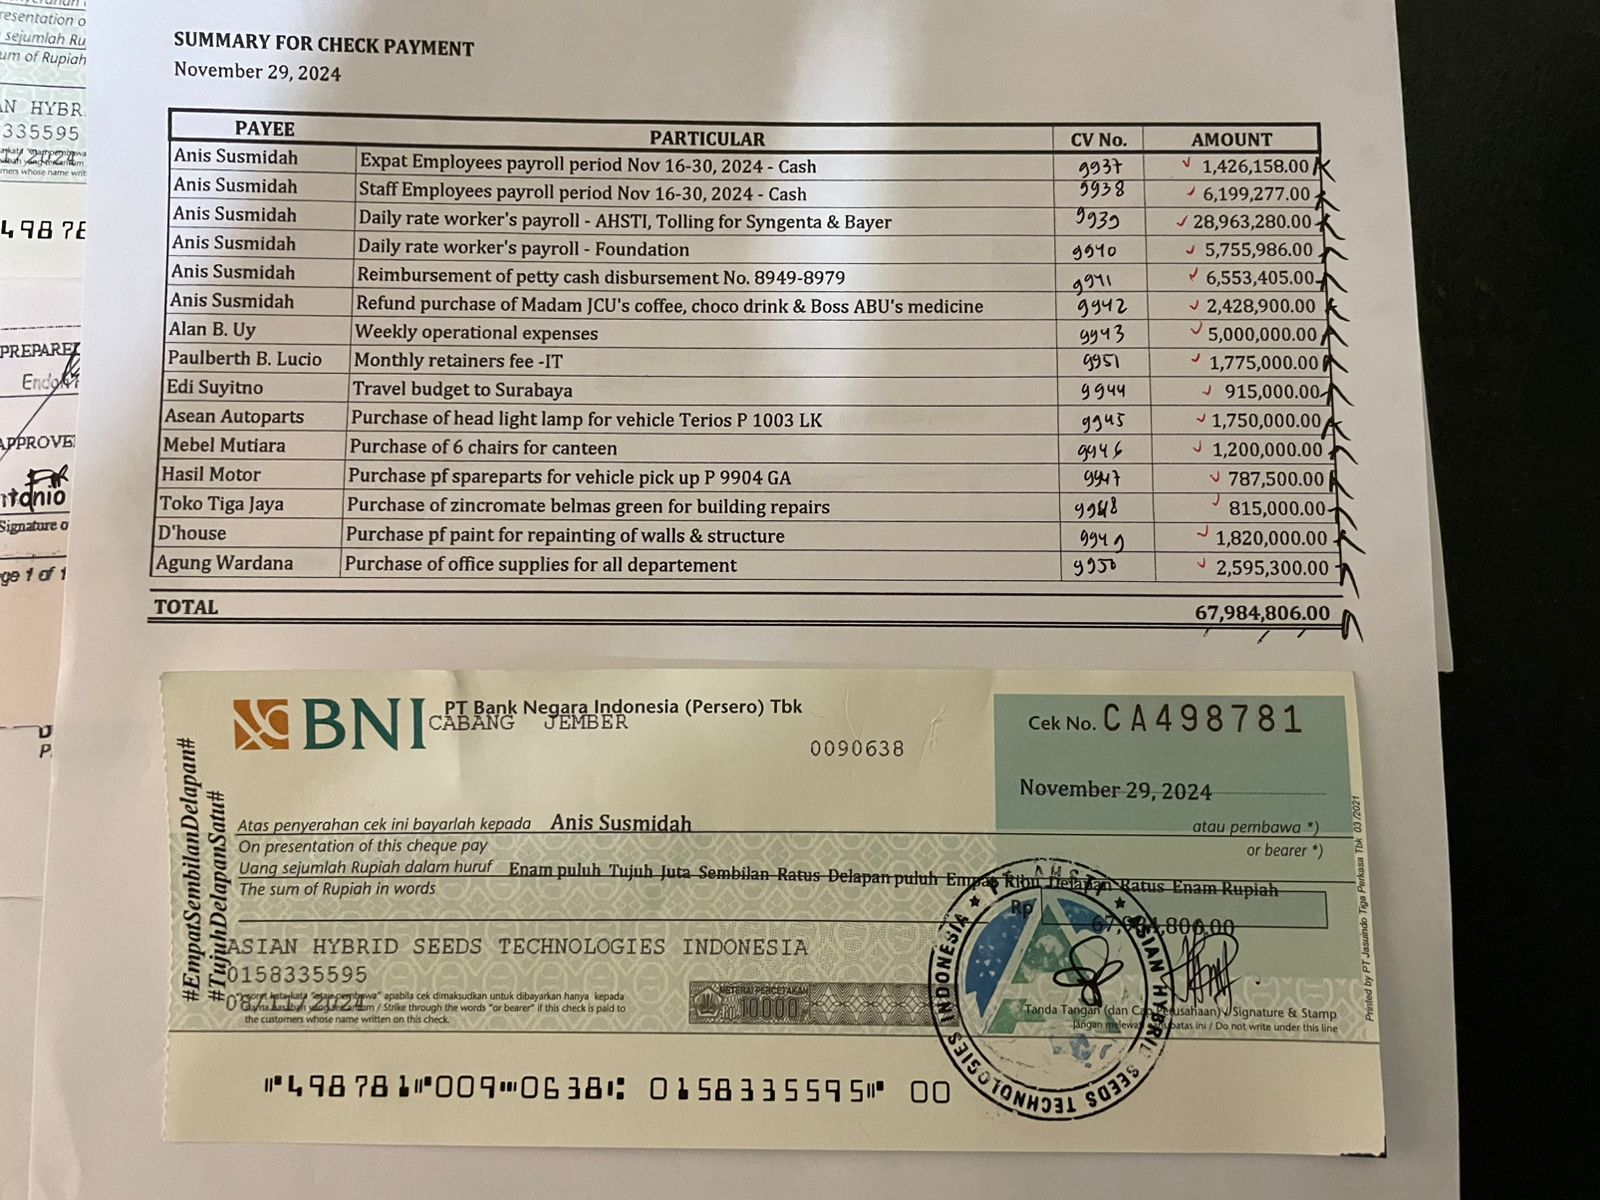 SUMMARY FOR CHECK PAYMENT
November 29, 2024
PAYEE PARTICULAR CV No. AMOUNT
Anis Susmidah Expat Employees payroll period Nov 16-30, 2024 - Cash 9937 1,426,158.00
Anis Susmidah Staff Employees payroll period Nov 16-30, 2024 - Cash 9938 6,199,277.00
Anis Susmidah Daily rate worker's payroll - AHSTI, Tolling for Syngenta & Bayer 9939 28,963,280.00
Anis Susmidah Daily rate worker's payroll - Foundation 9940 5,755,986.00
Anis Susmidah Reimbursement of petty cash disbursement No. 8949-8979 9941 6,553,405.00
Anis Susmidah Refund purchase of Madam JCU's coffee, choco drink & Boss ABU's medicine 9942 2,428,900.00
Alan B. Uy Weekly operational expenses 9943 5,000,000.00
Paulberth B. Lucio Monthly retainers fee -IT 9951 1,775,000.00
Edi Suyitno Travel budget to Surabaya 9944 915,000.00
Asean Autoparts Purchase of head light lamp for vehicle Terios P 1003 LK 9945 1,750,000.00
Mebel Mutiara Purchase of 6 chairs for canteen 9946 1,200,000.00
Hasil Motor Purchase pf spareparts for vehicle pick up P 9904 GA 9947 787,500.00
Toko Tiga Jaya Purchase of zincromate belmas green for building repairs 9948 815,000.00
D'house Purchase pf paint for repainting of walls & structure 9949 1,820,000.00
Agung Wardana Purchase of office supplies for all departement 9950 2,595,300.00
TOTAL 67,984,806.00
BNI PT Bank Negara Indonesia (Persero) Tbk
CABANG JEMBER
0090638
Cek No. CA498781
November 29, 2024
#EmpatSembilanDelapan#
#TujuhDelapanSatu#
Atas penyerahan cek ini bayarlah kepada Anis Susmidah atau pembawa *)
On presentation of this cheque pay or bearer *)
Uang sejumlah Rupiah dalam huruf Enam puluh Tujuh Juta Sembilan Ratus Delapan puluh Empat Ribu Delapan Ratus Enam Rupiah
The sum of Rupiah in words
Rp 67,984,806.00
ASIAN HYBRID SEEDS TECHNOLOGIES INDONESIA
0158335595
08/11/2024
apabila cek dimaksudkan untuk dibayarkan hanya kepada
/ Strike through the words "or bearer" if this check is paid to
the customers whose name written on this check.
METERAI PERCETAKAN
10000
PT. AHSTI
ASIAN HYBRID SEEDS TECHNOLOGIES INDONESIA
Tanda Tangan (dan Cap Perusahaan) / Signature & Stamp
Jangan melewati batas ini / Do not write under this line
Printed by PT Jasuindo Tiga Perkasa Tbk 03/2021
498781 009 0638 0158335595 00
resentation o
sejumlah Ru
um of Rupiah
AN HYBR
335595
498 78
PREPARE
APPROVE
ntonio
Signature o
ge 1 of 1